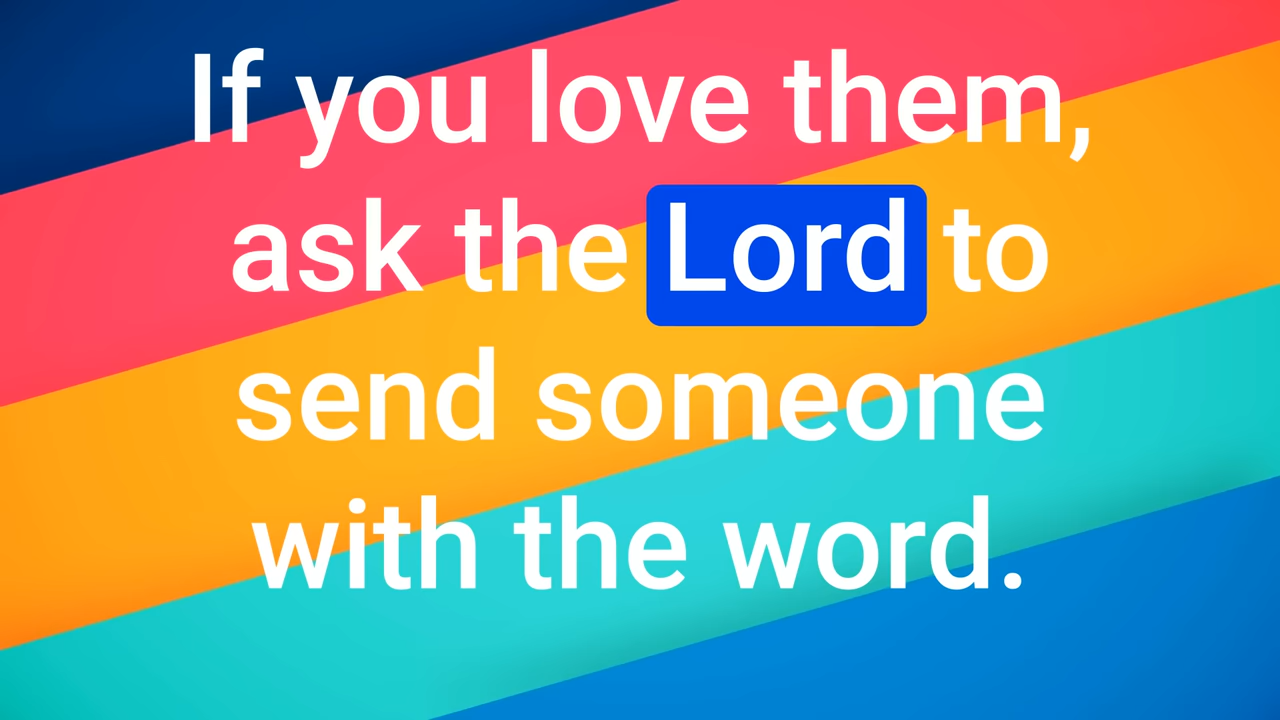 If you love them,
ask the Lord to
send someone
with the word.